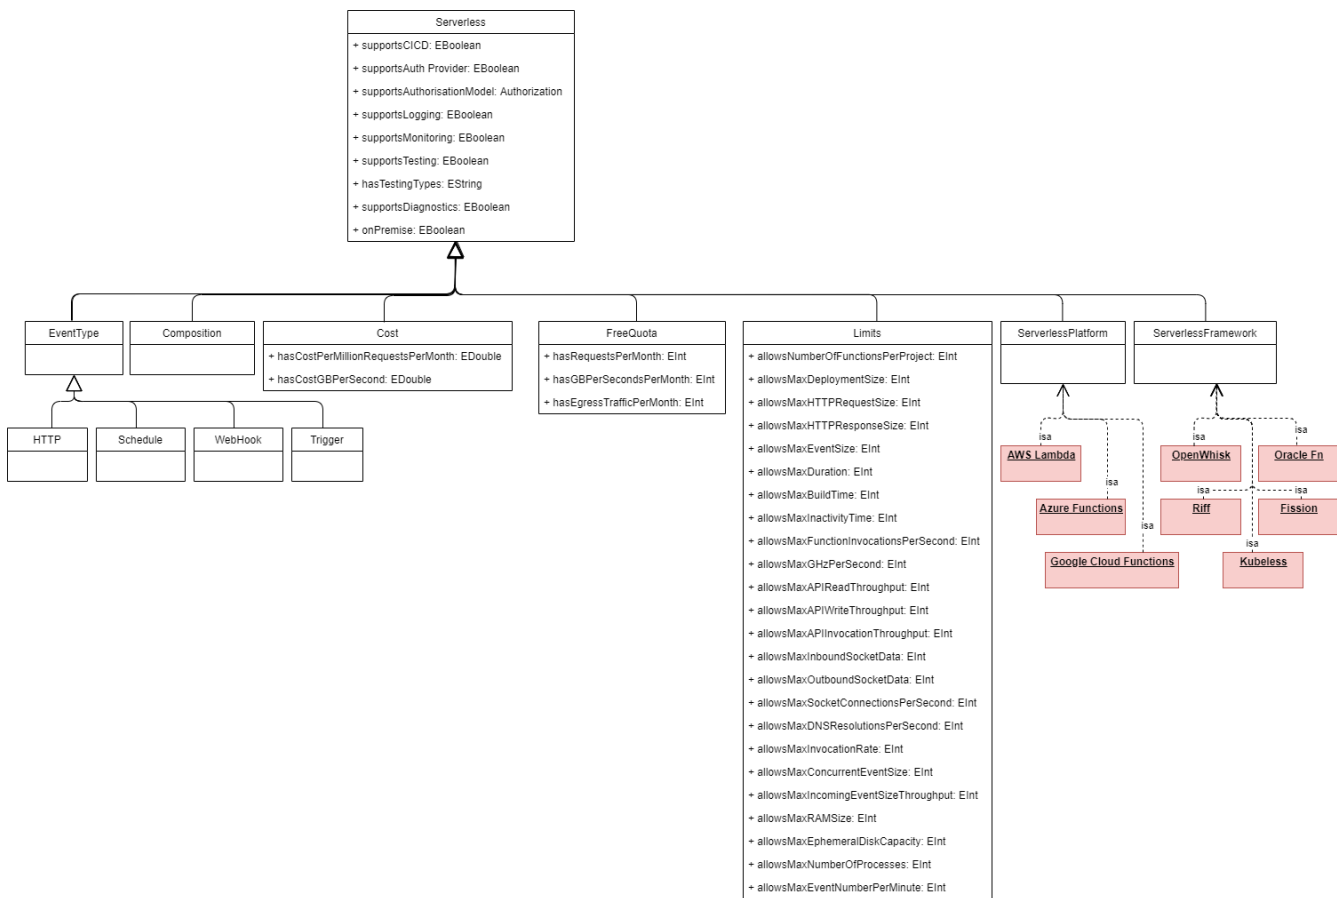 Serverless
+ supportsCICD: EBoolean
+ supportsAuth Provider: EBoolean
+ supportsAuthorisationModel: Authorization
+ supportsLogging: EBoolean
+ supportsMonitoring: EBoolean
+ supportsTesting: EBoolean
+ hasTestingTypes: EString
+ supportsDiagnostics: EBoolean
+ onPremise: EBoolean
EventType
Composition
Cost
+ hasCostPerMillionRequestsPerMonth: EDouble
+ hasCostGBPerSecond: EDouble
FreeQuota
+ hasRequestsPerMonth: EInt
+ hasGBPerSecondsPerMonth: EInt
+ hasEgressTrafficPerMonth: EInt
Limits
+ allowsNumberOfFunctionsPerProject: EInt
+ allowsMaxDeploymentSize: EInt
+ allowsMaxHTTPRequestSize: EInt
+ allowsMaxHTTPResponseSize: EInt
+ allowsMaxEventSize: EInt
+ allowsMaxDuration: EInt
+ allowsMaxBuildTime: EInt
+ allowsMaxInactivityTime: EInt
+ allowsMaxFunctionInvocationsPerSecond: EInt
+ allowsMaxGHzPerSecond: EInt
+ allowsMaxAPIReadThroughput: EInt
+ allowsMaxAPIWriteThroughput: EInt
+ allowsMaxAPIInvocationThroughput: EInt
+ allowsMaxInboundSocketData: EInt
+ allowsMaxOutboundSocketData: EInt
+ allowsMaxSocketConnectionsPerSecond: EInt
+ allowsMaxDNSResolutionsPerSecond: EInt
+ allowsMaxInvocationRate: EInt
+ allowsMaxConcurrentEventSize: EInt
+ allowsMaxIncomingEventSizeThroughput: EInt
+ allowsMaxRAMSize: EInt
+ allowsMaxEphemeralDiskCapacity: EInt
+ allowsMaxNumberOfProcesses: EInt
+ allowsMaxEventNumberPerMinute: EInt
ServerlessPlatform
ServerlessFramework
HTTP
Schedule
WebHook
Trigger
isa
AWS Lambda
isa
Azure Functions
isa
Google Cloud Functions
isa
OpenWhisk
isa
Oracle Fn
isa
Riff
isa
Fission
isa
Kubeless